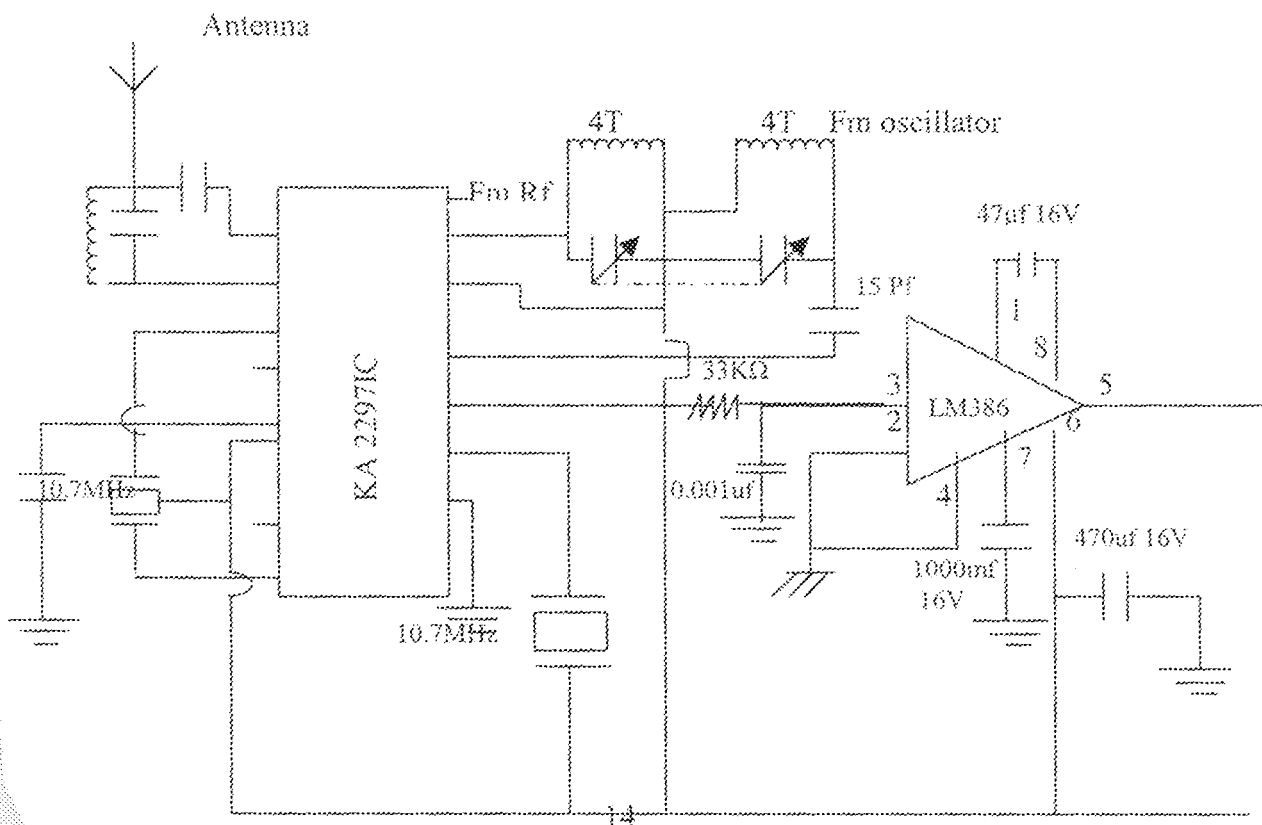 Antenna
4T
4T
Fm oscillator
Fm Rf
47µf 16V
15 Pf
1
8
33KΩ
3
2
LM386
5
6
7
4
KA 2297IC
10.7MHz
0.001uf
470uf 16V
1000mf
16V
10.7MHz
14